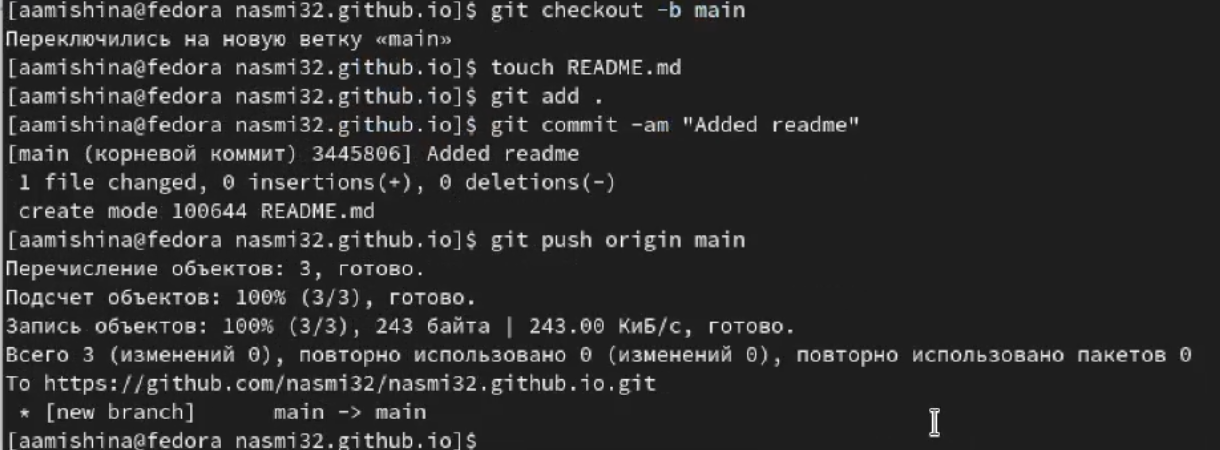 [aamishina@fedora nasmi32.github.io]$ git checkout -b main
Переключились на новую ветку «main»
[aamishina@fedora nasmi32.github.io]$ touch README.md
[aamishina@fedora nasmi32.github.io]$ git add .
[aamishina@fedora nasmi32.github.io]$ git commit -am "Added readme"
[main (корневой коммит) 3445806] Added readme
 1 file changed, 0 insertions(+), 0 deletions(-)
 create mode 100644 README.md
[aamishina@fedora nasmi32.github.io]$ git push origin main
Перечисление объектов: 3, готово.
Подсчет объектов: 100% (3/3), готово.
Запись объектов: 100% (3/3), 243 байта | 243.00 КиБ/с, готово.
Всего 3 (изменений 0), повторно использовано 0 (изменений 0), повторно использовано пакетов 0
To https://github.com/nasmi32/nasmi32.github.io.git
 * [new branch]      main -> main
[aamishina@fedora nasmi32.github.io]$